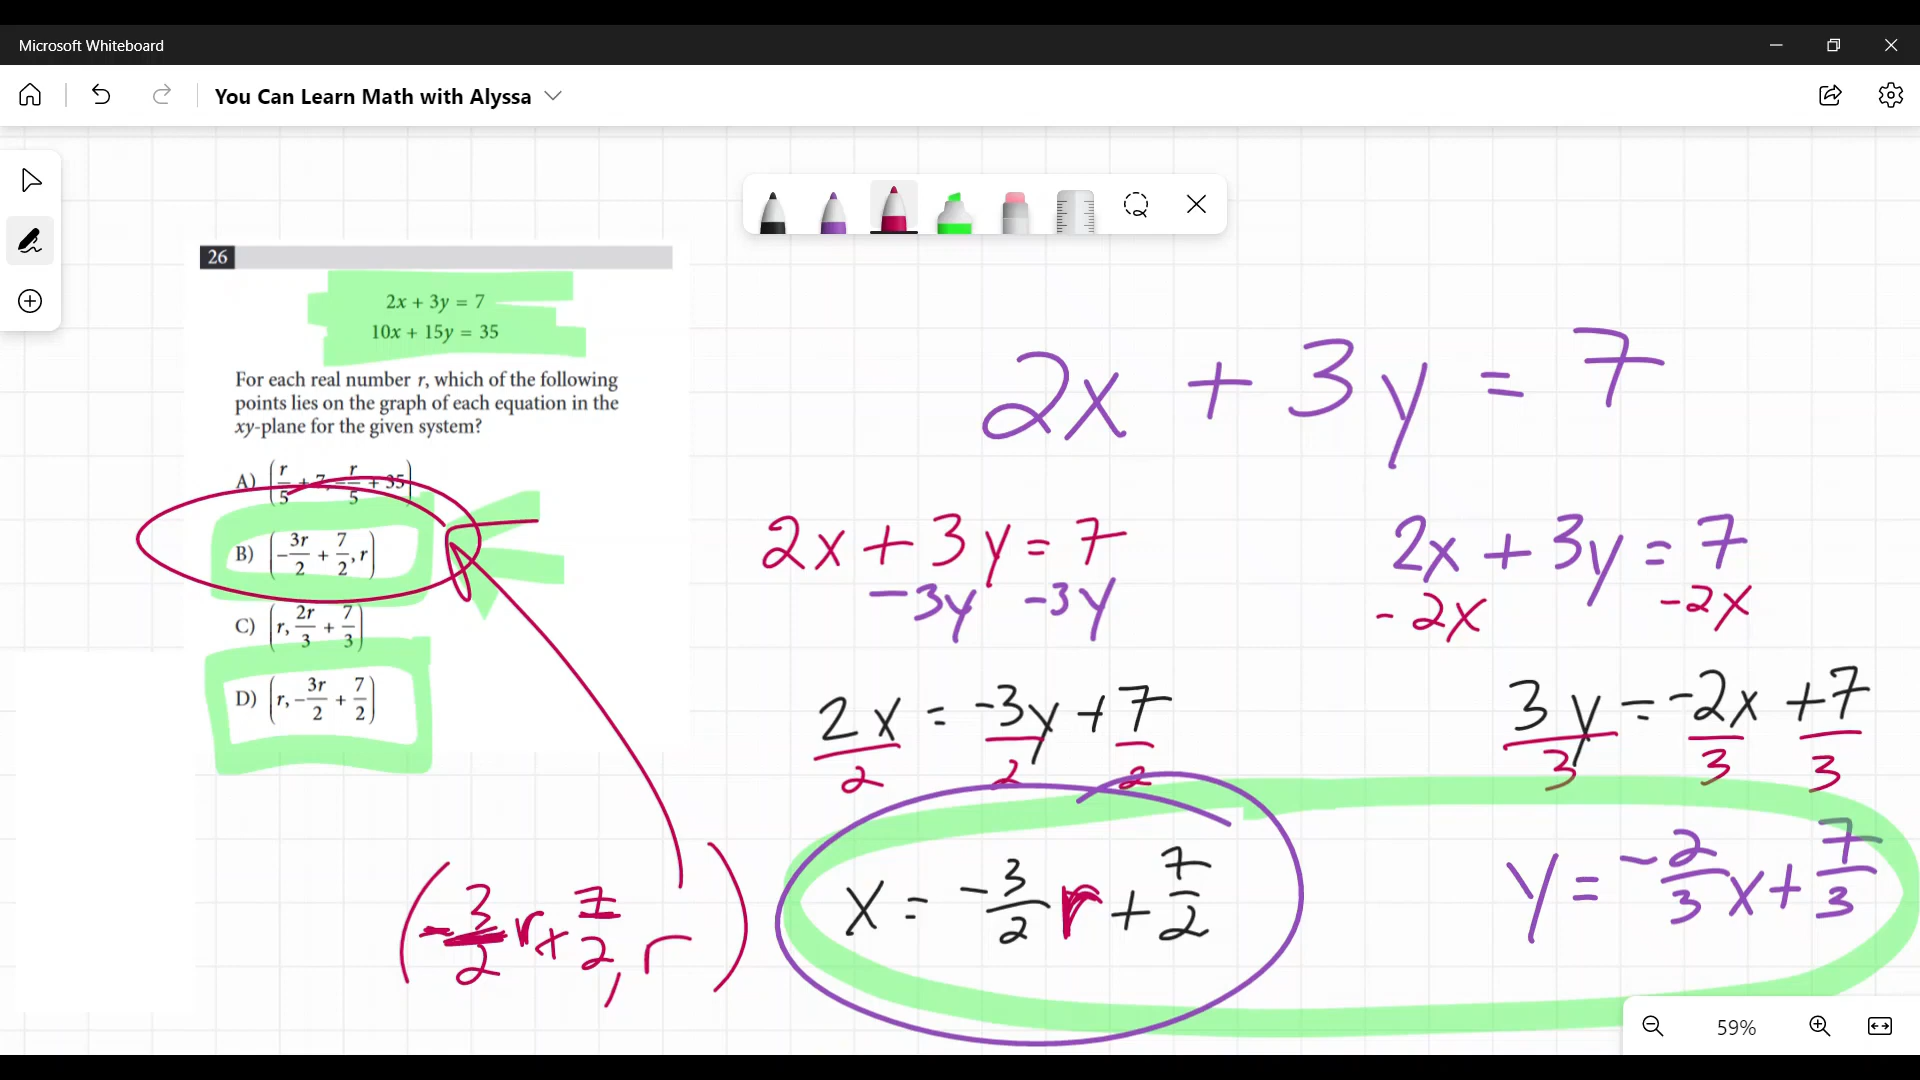 Microsoft Whiteboard
You Can Learn Math with Alyssa
26
2x + 3y = 7
10x + 15y = 35
For each real number r, which of the following
points lies on the graph of each equation in the
xy-plane for the given system?
A) (r/5 + 7, -r/5 + 35)
B) (-3r/2 + 7/2, r)
C) (r, 2r/3 + 7/3)
D) (r, -3r/2 + 7/2)
2x + 3y = 7
2x + 3y = 7
-3y -3y
2x = -3y + 7
2 2 2
x = -3/2 r + 7/2
2x + 3y = 7
-2x -2x
3y = -2x + 7
3 3 3
y = -2/3 x + 7/3
(-3/2 r + 7/2, r)
59%